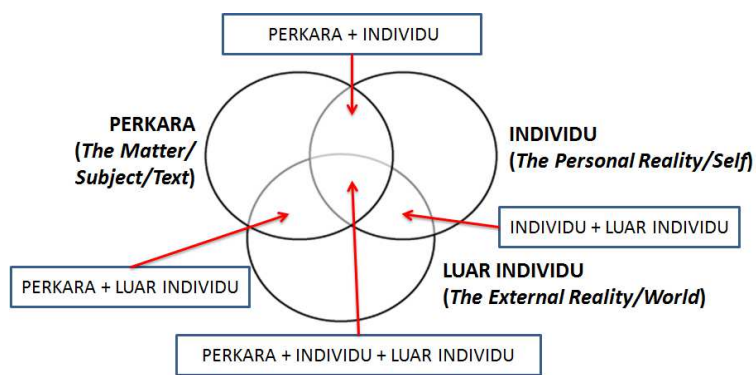 PERKARA + INDIVIDU
PERKARA
(The Matter/
Subject/Text)
INDIVIDU
(The Personal Reality/Self)
INDIVIDU + LUAR INDIVIDU
LUAR INDIVIDU
(The External Reality/World)
PERKARA + LUAR INDIVIDU
PERKARA + INDIVIDU + LUAR INDIVIDU